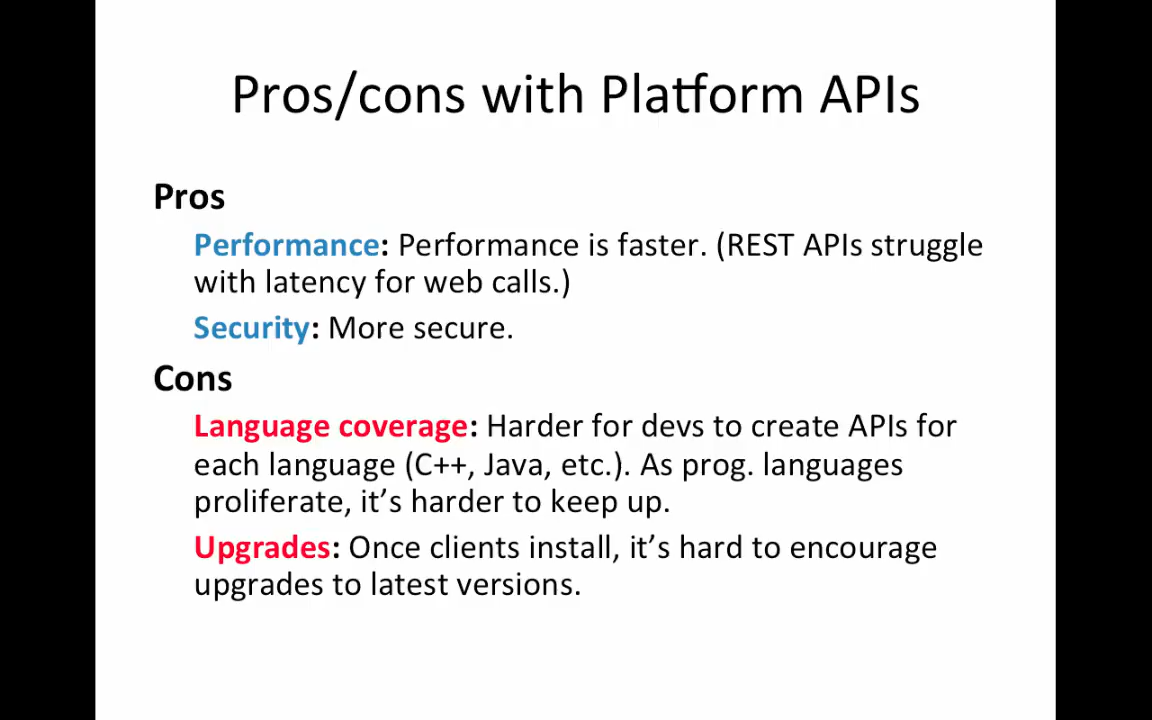 Pros/cons with Platform APIs
Pros
Performance: Performance is faster. (REST APIs struggle
with latency for web calls.)
Security: More secure.
Cons
Language coverage: Harder for devs to create APIs for
each language (C++, Java, etc.). As prog. languages
proliferate, it’s harder to keep up.
Upgrades: Once clients install, it’s hard to encourage
upgrades to latest versions.